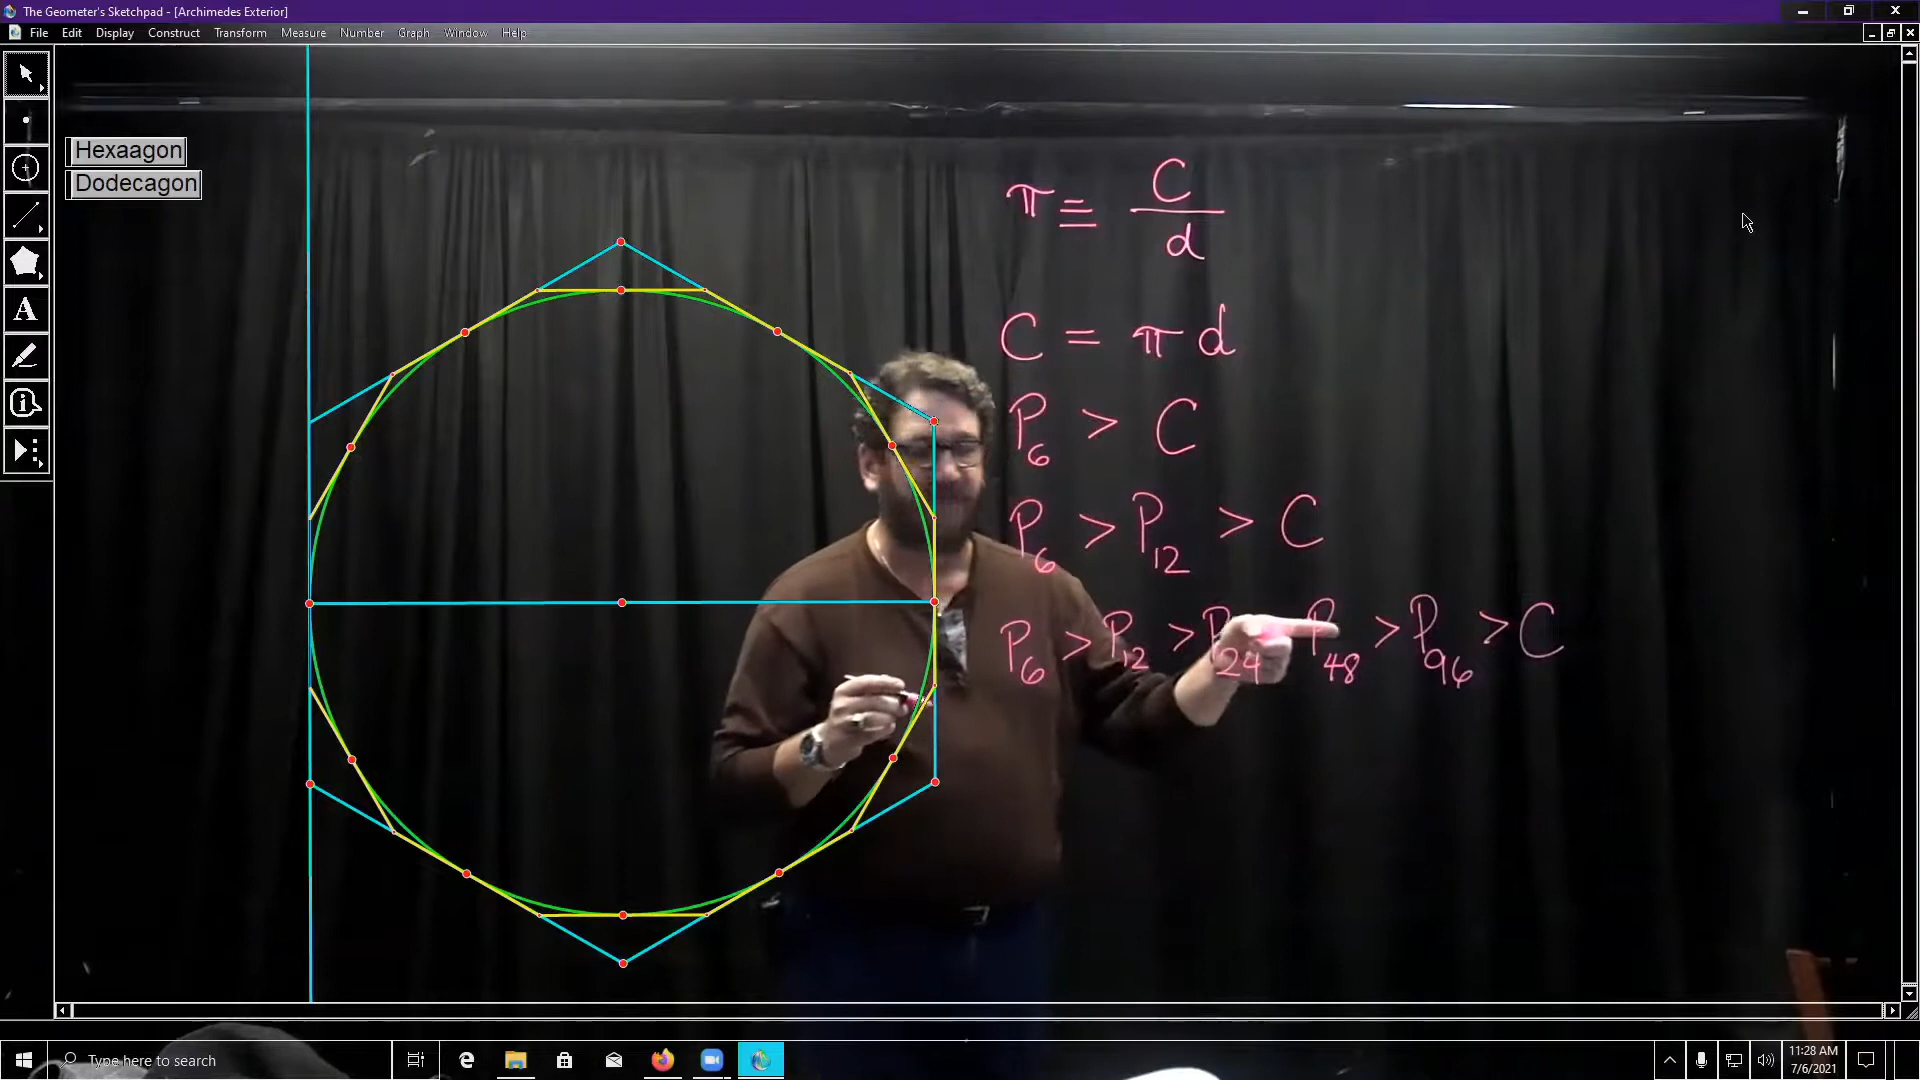 The Geometer's Sketchpad - [Archimedes Exterior]
File Edit Display Construct Transform Measure Number Graph Window Help
Hexaagon
Dodecagon
π ≡ C/d
C = π d
P₆ > C
P₆ > P₁₂ > C
P₆ > P₁₂ > P₂₄ P₄₈ > P₉₆ > C
Type here to search
11:28 AM
7/6/2021